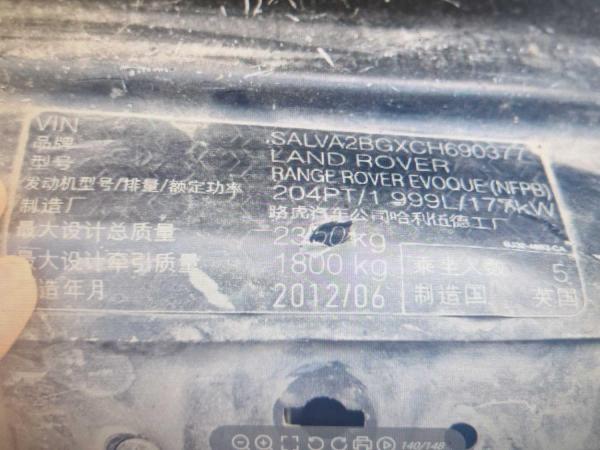 VIN SALVA2BGXCH690377
品牌 LAND ROVER
型号 RANGE ROVER EVOQUE (NFPB)
发动机型号/排量/额定功率 204PT/1 999L/177kW
制造厂 路虎汽车公司哈利伍德工厂
最大设计总质量 kg
最大设计牵引质量 1800 kg 乘坐人数 5
制造年月 2012/06 制造国 英国
140/148